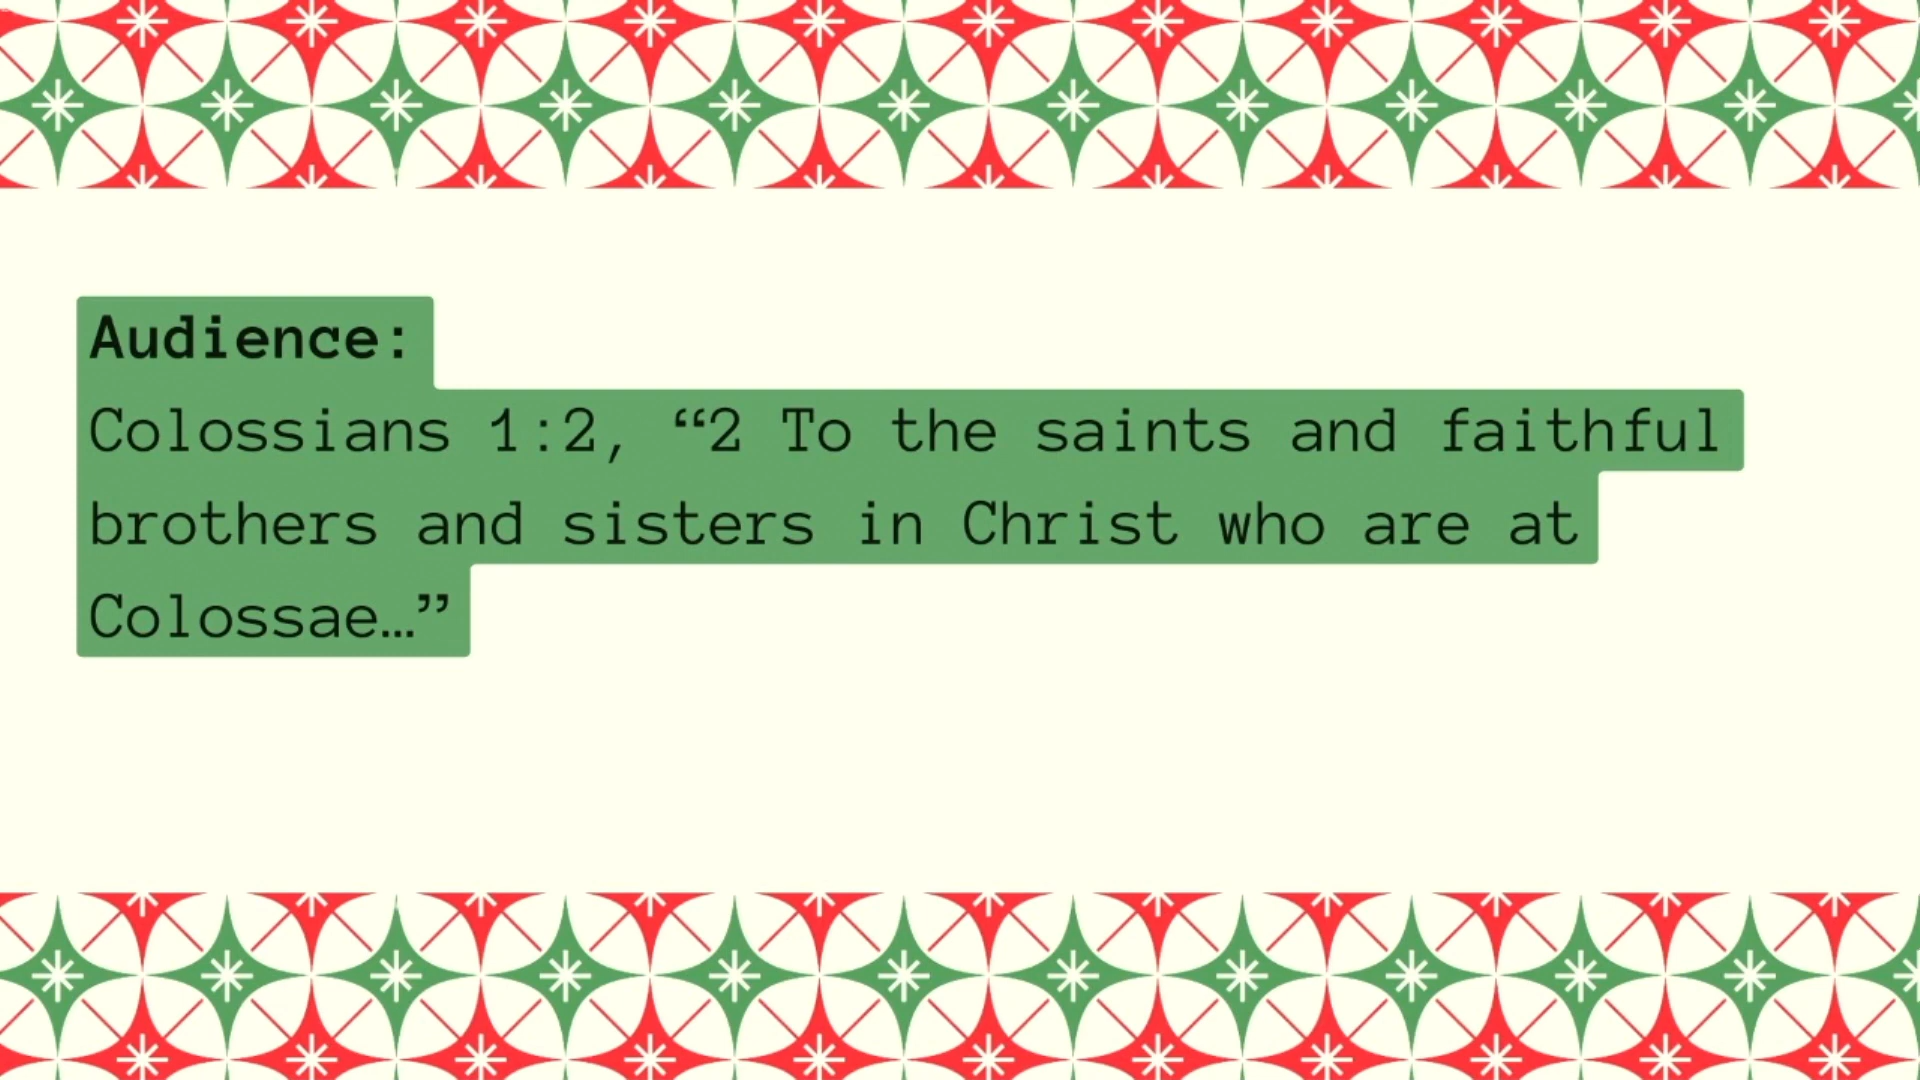 Audience:
Colossians 1:2, “2 To the saints and faithful
brothers and sisters in Christ who are at
Colossae…”